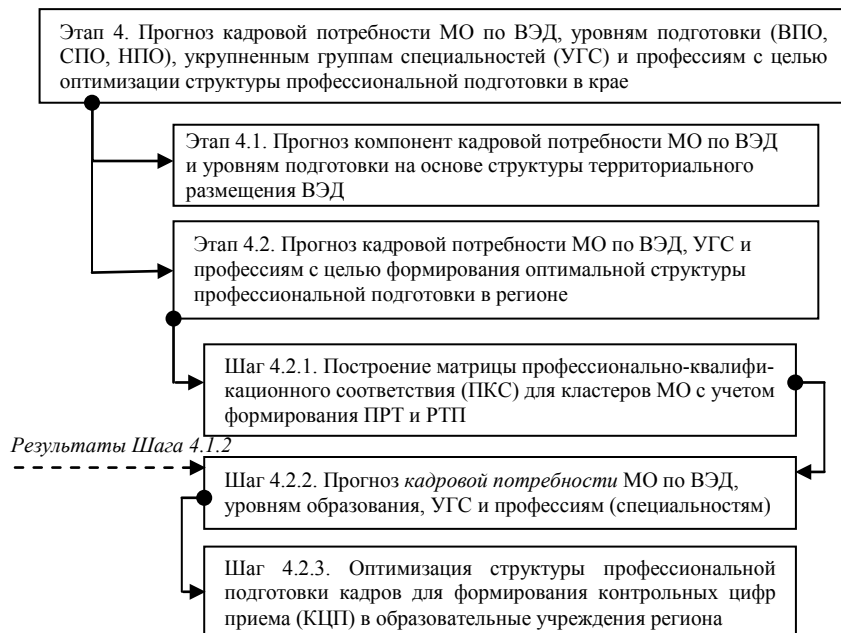 Этап 4. Прогноз кадровой потребности МО по ВЭД, уровням подготовки (ВПО,
СПО, НПО), укрупненным группам специальностей (УГС) и профессиям с целью
оптимизации структуры профессиональной подготовки в крае
Этап 4.1. Прогноз компонент кадровой потребности МО по ВЭД
и уровням подготовки на основе структуры территориального
размещения ВЭД
Этап 4.2. Прогноз кадровой потребности МО по ВЭД, УГС и
профессиям с целью формирования оптимальной структуры
профессиональной подготовки в регионе
Шаг 4.2.1. Построение матрицы профессионально-квалифи-
кационного соответствия (ПКС) для кластеров МО с учетом
формирования ПРТ и РТП
Результаты Шага 4.1.2
Шаг 4.2.2. Прогноз кадровой потребности МО по ВЭД,
уровням образования, УГС и профессиям (специальностям)
Шаг 4.2.3. Оптимизация структуры профессиональной
подготовки кадров для формирования контрольных цифр
приема (КЦП) в образовательные учреждения региона